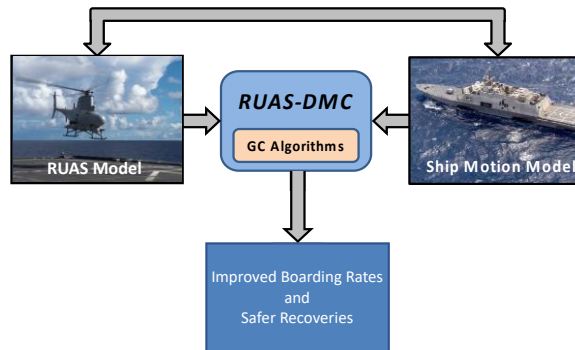 RUAS-DMC
GC Algorithms
RUAS Model
Ship Motion Model
Improved Boarding Rates
and
Safer Recoveries